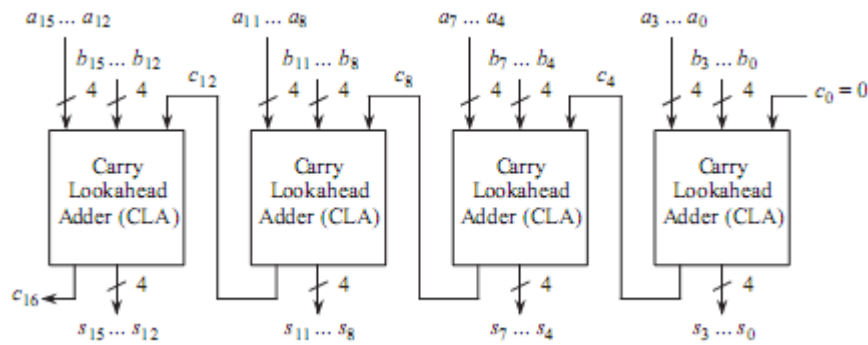 a15 ... a12 a11 ... a8 a7 ... a4 a3 ... a0
b15 ... b12 c12 b11 ... b8 c8 b7 ... b4 c4 b3 ... b0
4 4 4 4 4 4 4 4 c0 = 0
Carry Carry Carry Carry
Lookahead Lookahead Lookahead Lookahead
Adder (CLA) Adder (CLA) Adder (CLA) Adder (CLA)
c16 4 4 4 4
s15 ... s12 s11 ... s8 s7 ... s4 s3 ... s0